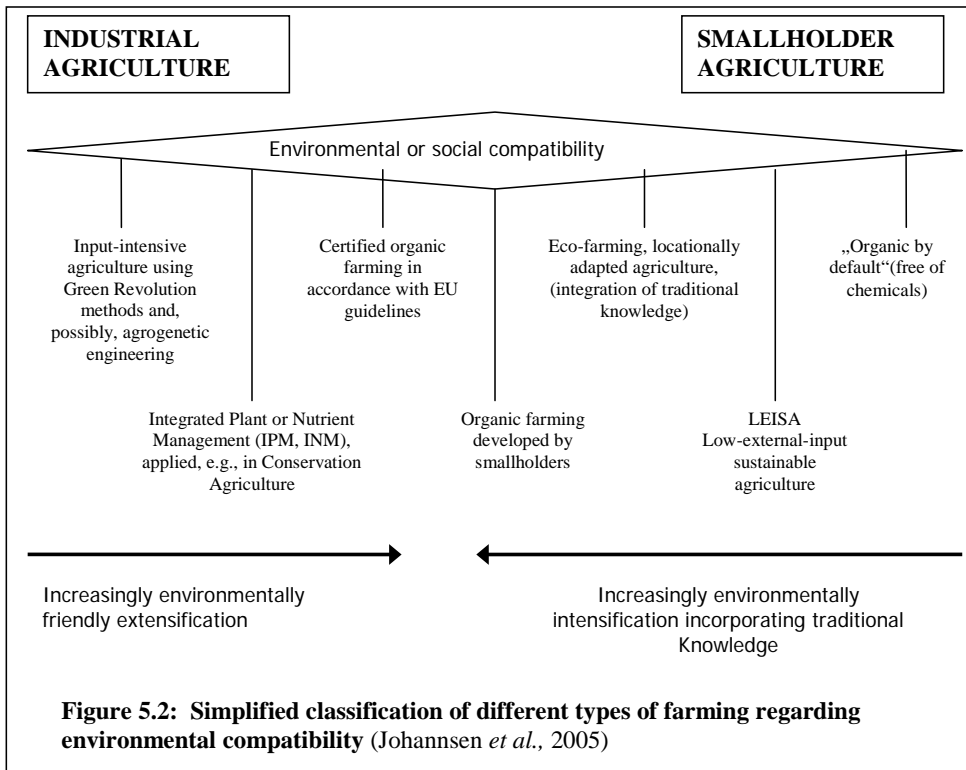 INDUSTRIAL
AGRICULTURE
SMALLHOLDER
AGRICULTURE
Environmental or social compatibility
Input-intensive
agriculture using
Green Revolution
methods and,
possibly, agrogenetic
engineering
Certified organic
farming in
accordance with EU
guidelines
Eco-farming, locationally
adapted agriculture,
(integration of traditional
knowledge)
„Organic by
default“(free of
chemicals)
Integrated Plant or Nutrient
Management (IPM, INM),
applied, e.g., in Conservation
Agriculture
Organic farming
developed by
smallholders
LEISA
Low-external-input
sustainable
agriculture
Increasingly environmentally
friendly extensification
Increasingly environmentally
intensification incorporating traditional
Knowledge
Figure 5.2: Simplified classification of different types of farming regarding
environmental compatibility (Johannsen et al., 2005)